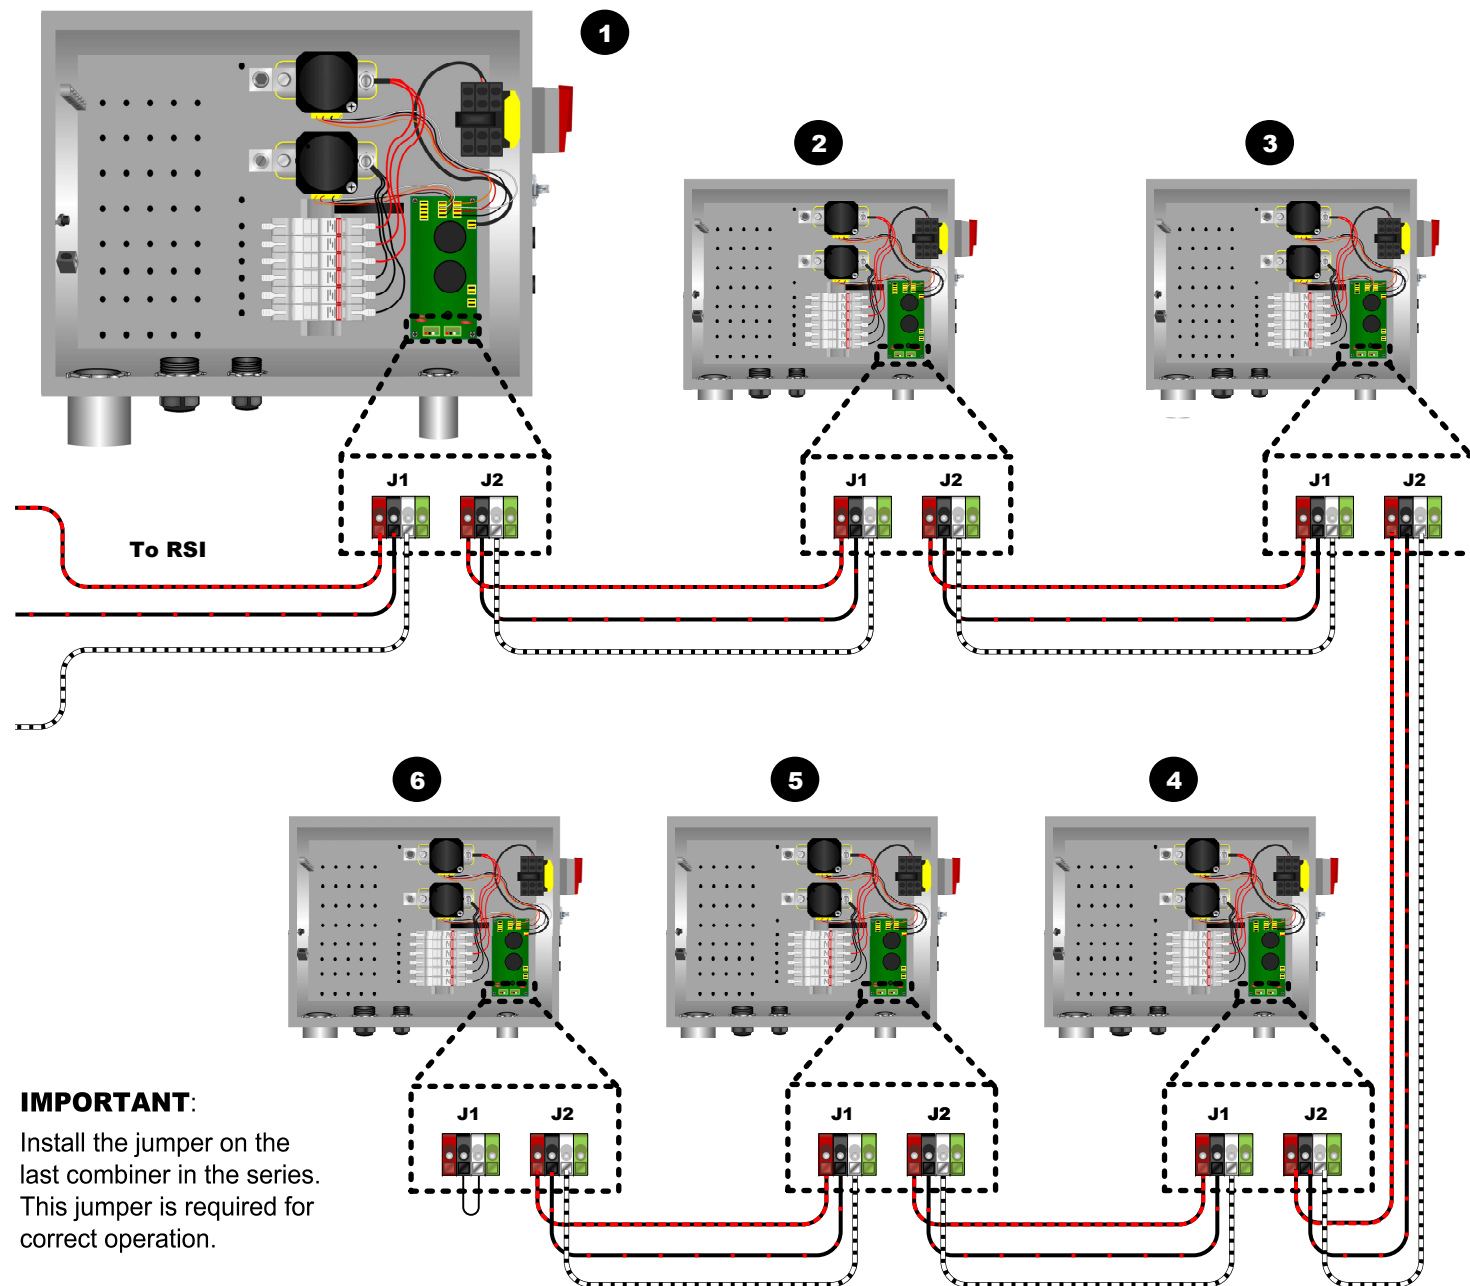 1
2
3
J1
J2
J1
J2
J1
J2
To RSI
6
5
4
IMPORTANT:
Install the jumper on the
last combiner in the series.
This jumper is required for
correct operation.
J1
J2
J1
J2
J1
J2